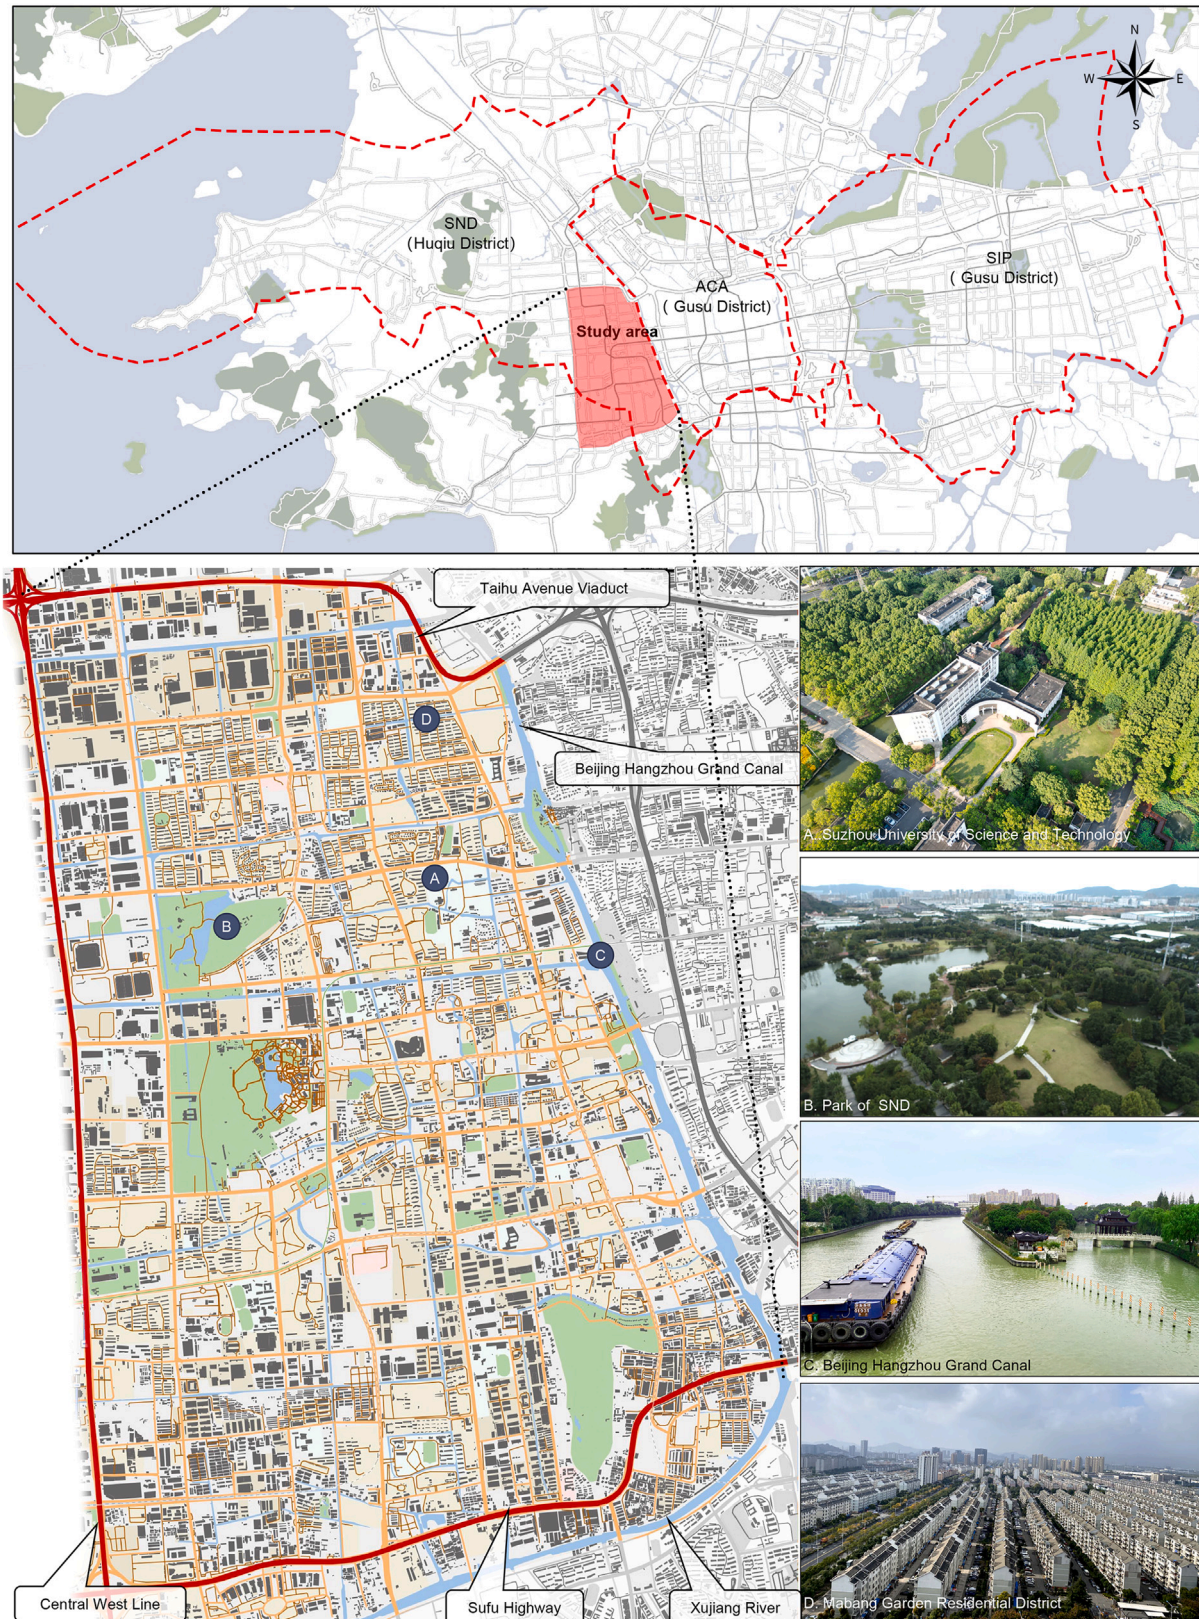 N
W E
S
SND
(Huqiu District)
SIP
( Gusu District)
ACA
( Gusu District)
Study area
Taihu Avenue Viaduct
D
Beijing Hangzhou Grand Canal
A
B
C
Central West Line
Sufu Highway
Xujiang River
A. Suzhou University of Science and Technology
B. Park of SND
C. Beijing Hangzhou Grand Canal
D. Mabang Garden Residential District